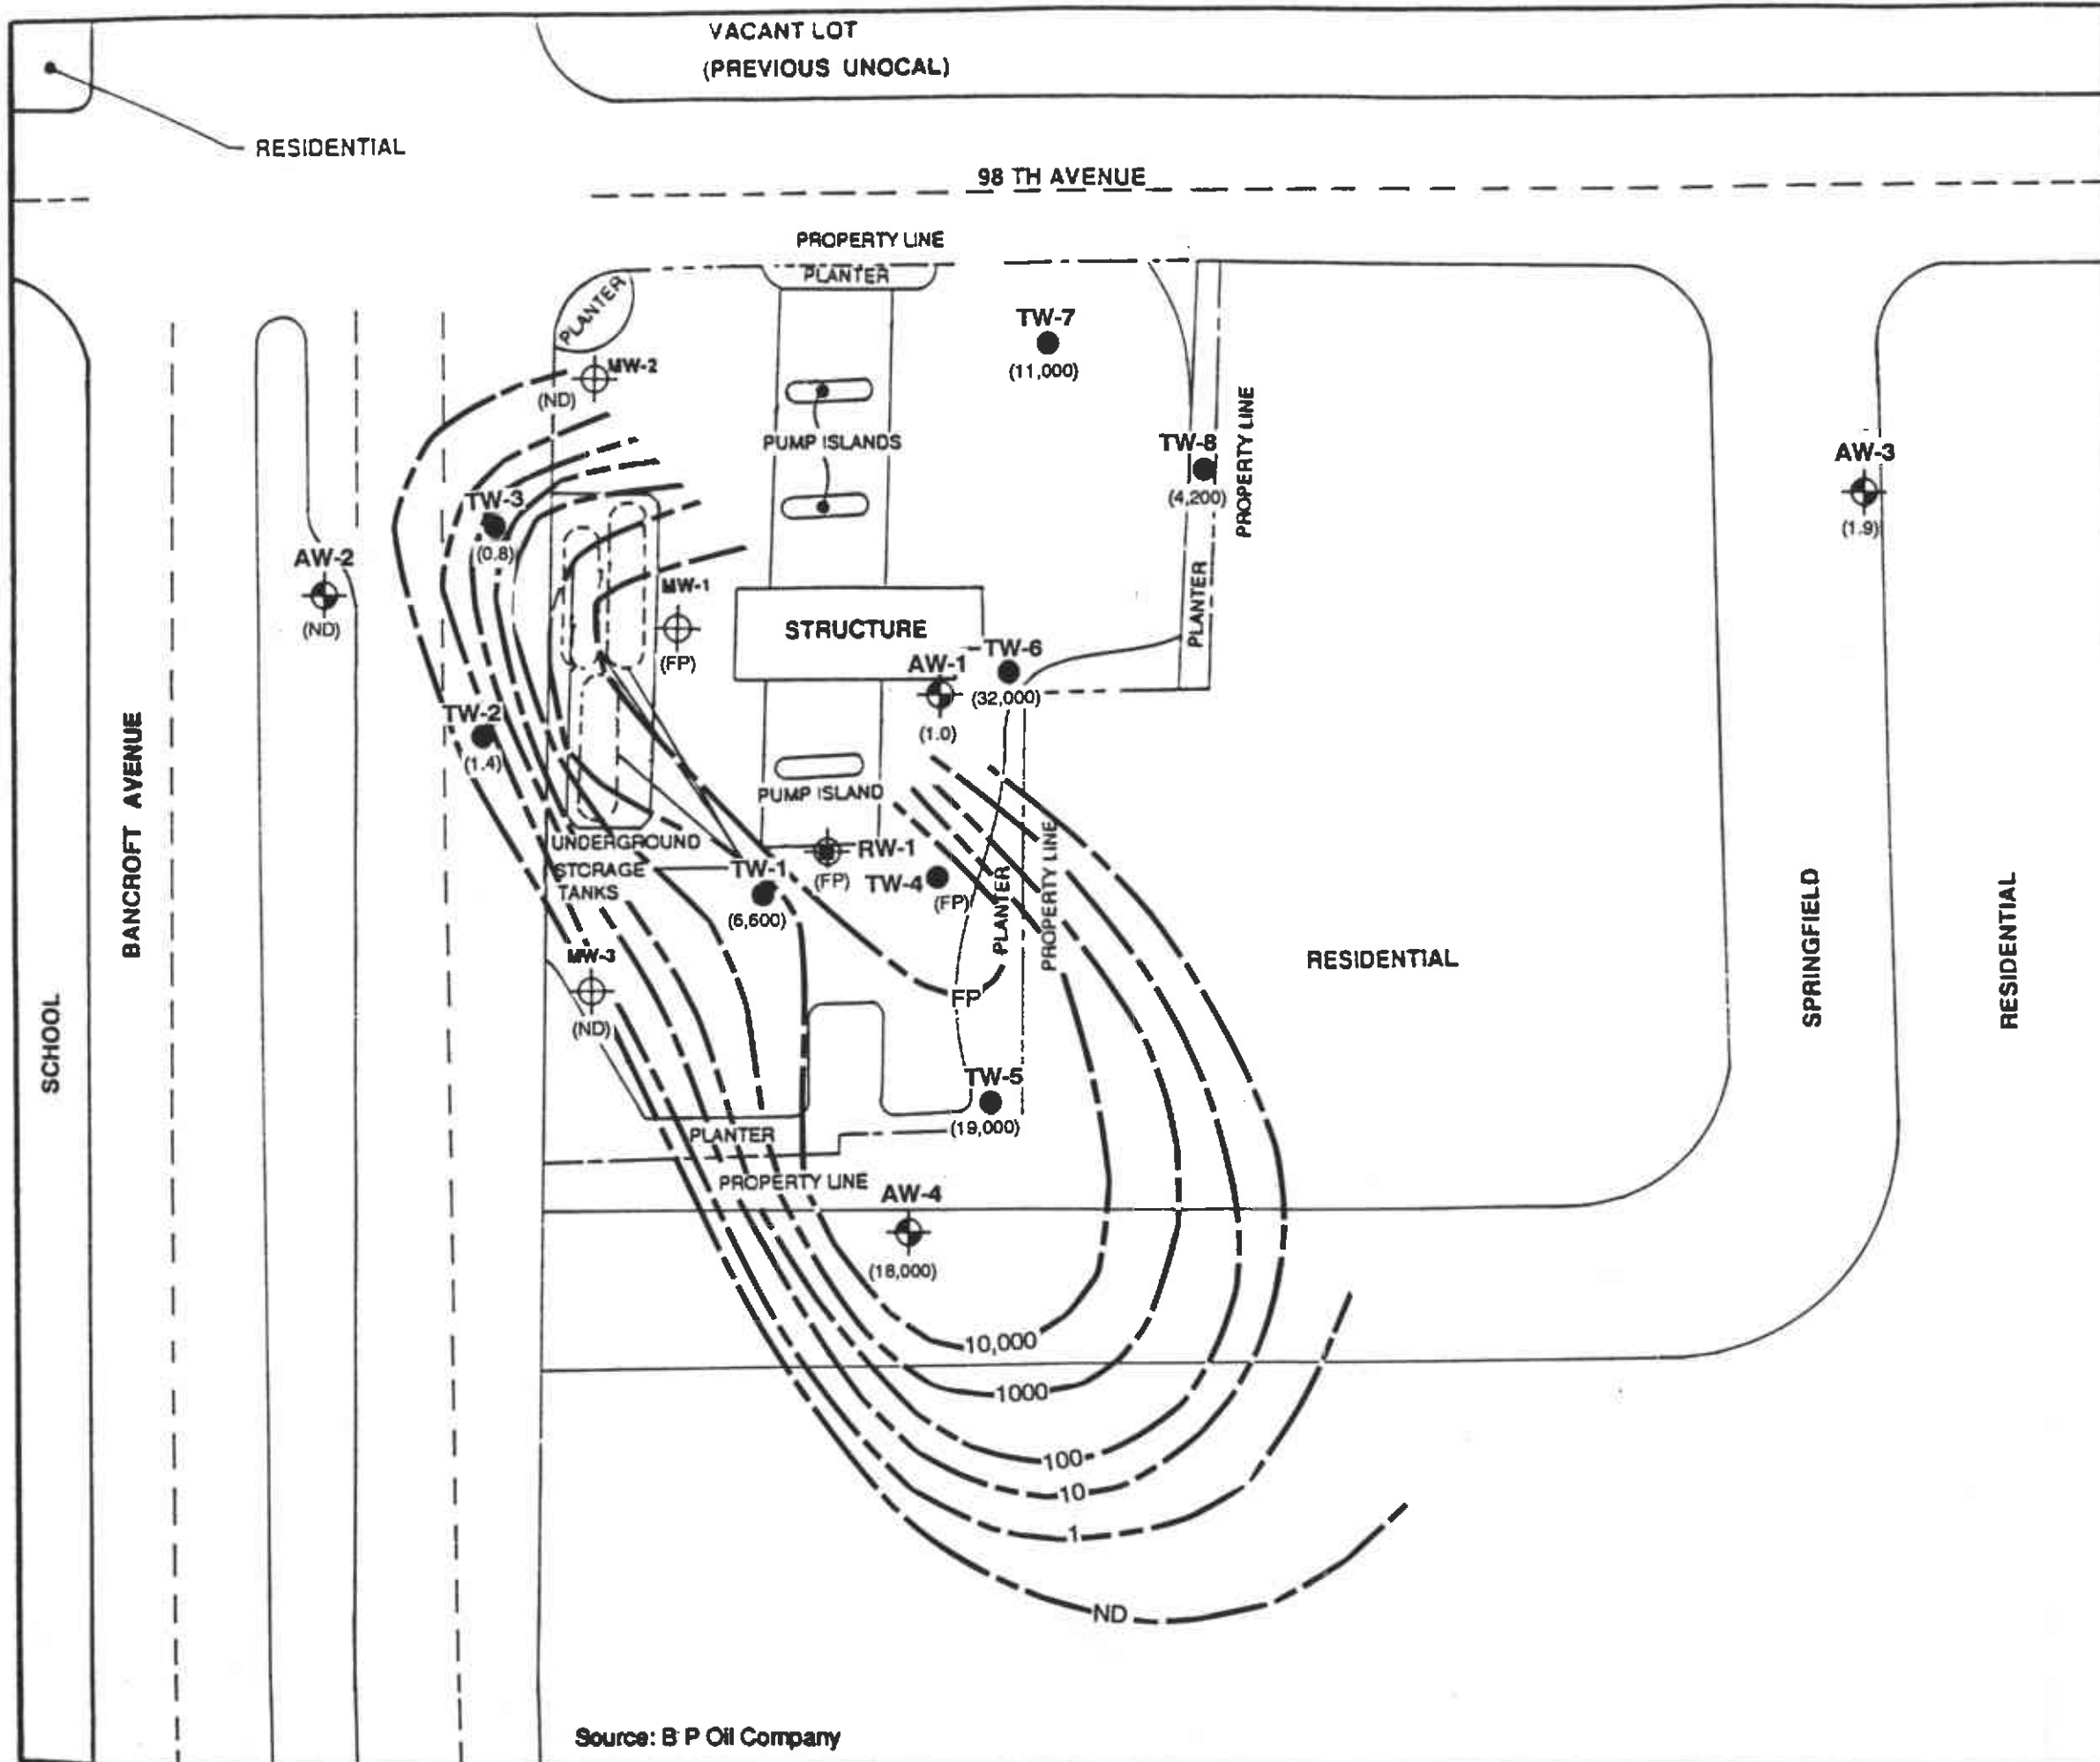 VACANT LOT
(PREVIOUS UNOCAL)
RESIDENTIAL
98 TH AVENUE
PROPERTY LINE
PLANTER
PLANTER
TW-7
(11,000)
MW-2
(ND)
PUMP ISLANDS
TW-8
(4,200)
PROPERTY LINE
AW-3
(1.9)
TW-3
(0.8)
AW-2
(ND)
MW-1
(FP)
PLANTER
STRUCTURE
TW-6
(32,000)
AW-1
(1.0)
TW-2
(1.4)
PUMP ISLAND
UNDERGROUND
STORAGE
TANKS
TW-1
(6,600)
RW-1
(FP)
TW-4
(FP)
PLANTER
PROPERTY LINE
BANCROFT AVENUE
SCHOOL
MW-3
(ND)
FP
RESIDENTIAL
SPRINGFIELD
RESIDENTIAL
TW-5
(19,000)
PLANTER
PROPERTY LINE
AW-4
(18,000)
10,000
1000
100
10
1
ND
Source: B P Oil Company